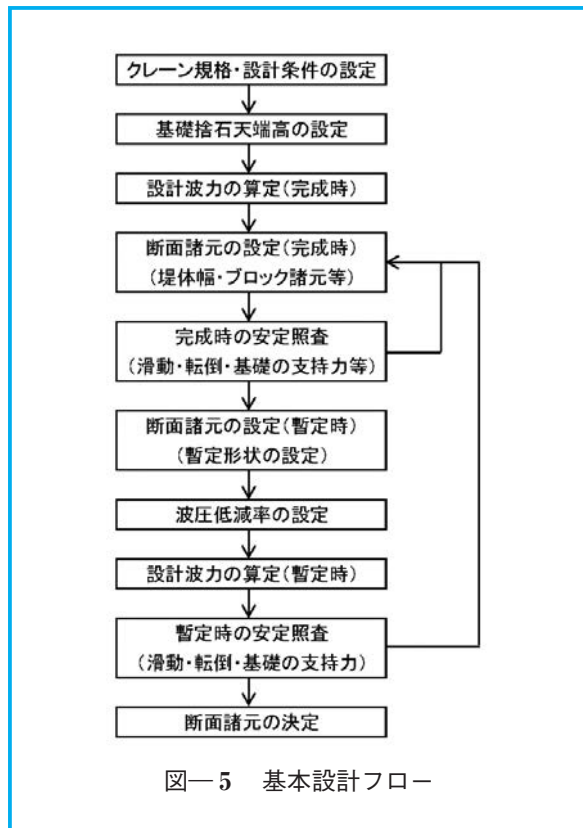 クレーン規格・設計条件の設定
基礎捨石天端高の設定
設計波力の算定(完成時)
断面諸元の設定(完成時)
(堤体幅・ブロック諸元等)
完成時の安定照査
(滑動・転倒・基礎の支持力等)
断面諸元の設定(暫定時)
(暫定形状の設定)
波圧低減率の設定
設計波力の算定(暫定時)
暫定時の安定照査
(滑動・転倒・基礎の支持力)
断面諸元の決定
図―5 基本設計フロー